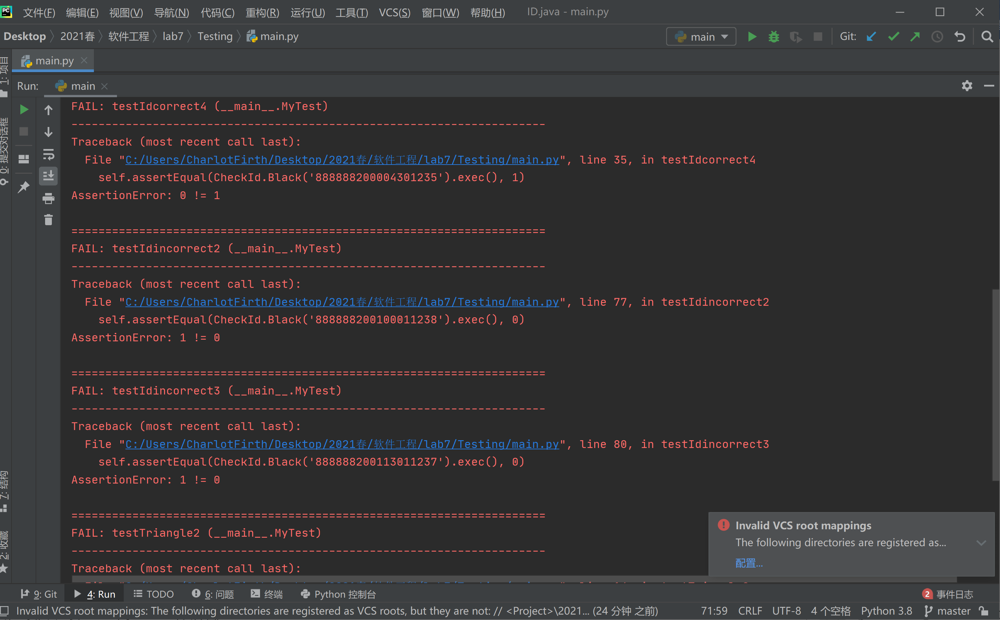 PC 文件(F) 编辑(E) 视图(V) 导航(N) 代码(C) 重构(R) 运行(U) 工具(T) VCS(S) 窗口(W) 帮助(H) ID.java - main.py
Desktop 2021春 软件工程 lab7 Testing main.py main Git:
main.py
1: 项目
Run: main
0: 提交对话框
FAIL: testIdcorrect4 (__main__.MyTest)
----------------------------------------------------------------------
Traceback (most recent call last):
  File "C:/Users/CharlotFirth/Desktop/2021春/软件工程/lab7/Testing/main.py", line 35, in testIdcorrect4
    self.assertEqual(CheckId.Black('888888200004301235').exec(), 1)
AssertionError: 0 != 1
======================================================================
FAIL: testIdincorrect2 (__main__.MyTest)
----------------------------------------------------------------------
Traceback (most recent call last):
  File "C:/Users/CharlotFirth/Desktop/2021春/软件工程/lab7/Testing/main.py", line 77, in testIdincorrect2
    self.assertEqual(CheckId.Black('888888200100011238').exec(), 0)
AssertionError: 1 != 0
======================================================================
FAIL: testIdincorrect3 (__main__.MyTest)
----------------------------------------------------------------------
Traceback (most recent call last):
  File "C:/Users/CharlotFirth/Desktop/2021春/软件工程/lab7/Testing/main.py", line 80, in testIdincorrect3
    self.assertEqual(CheckId.Black('888888200113011237').exec(), 0)
AssertionError: 1 != 0
======================================================================
FAIL: testTriangle2 (__main__.MyTest)
----------------------------------------------------------------------
Traceback (most recent call last):
7: 结构
2: 收藏
Invalid VCS root mappings
The following directories are registered as...
配置...
9: Git 4: Run TODO 6: 问题 终端 Python 控制台 2 事件日志
Invalid VCS root mappings: The following directories are registered as VCS roots, but they are not: // <Project>\2021... (24 分钟 之前) 71:59 CRLF UTF-8 4 个空格 Python 3.8 master